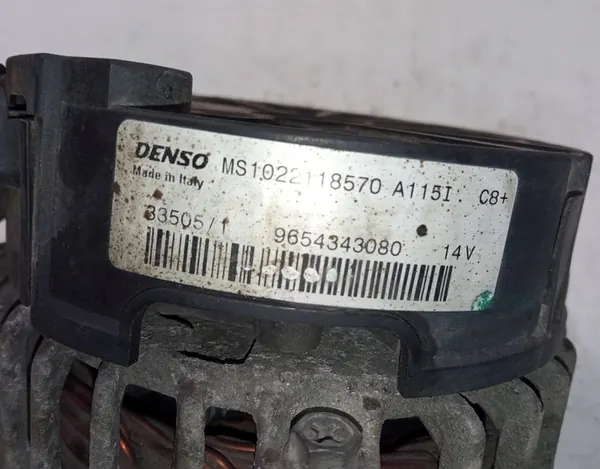 DENSO MS1022118570 A115I. C8+
Made in Italy
33505/1 9654343080 14V